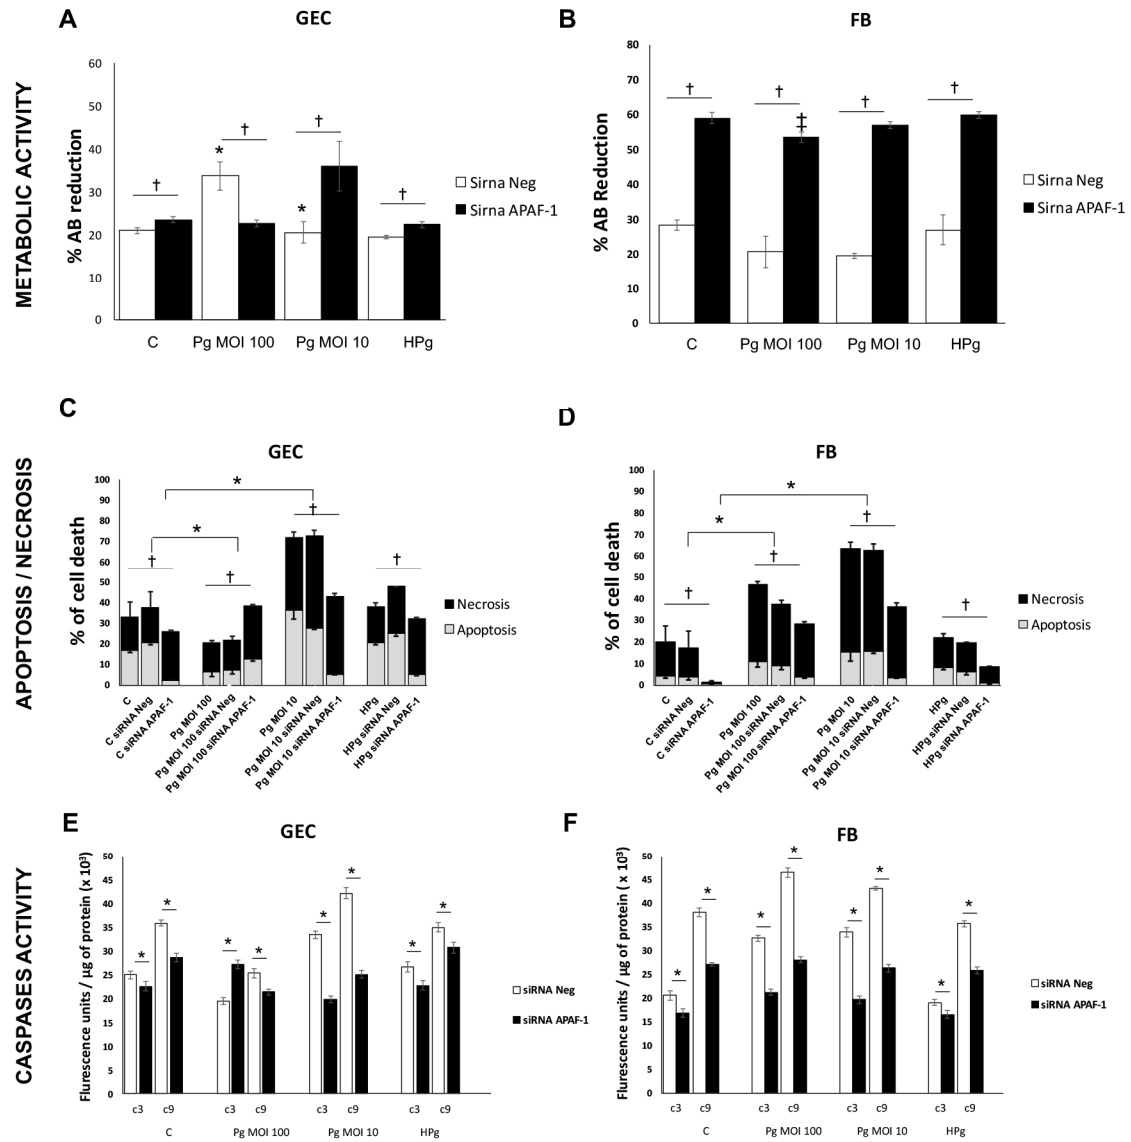 A
GEC
METABOLIC ACTIVITY
% AB reduction
60
50
40
30
20
10
0
†
*
†
*
†
†
C
Pg MOI 100
Pg MOI 10
HPg
Sirna Neg
Sirna APAF-1
B
FB
% AB Reduction
80
70
60
50
40
30
20
10
0
†
†
‡
†
†
C
Pg MOI 100
Pg MOI 10
HPg
Sirna Neg
Sirna APAF-1
C
GEC
APOPTOSIS / NECROSIS
% of cell death
100
90
80
70
60
50
40
30
20
10
0
*
*
†
†
†
†
C
C siRNA Neg
C siRNA APAF-1
Pg MOI 100
Pg MOI 100 siRNA Neg
Pg MOI 100 siRNA APAF-1
Pg MOI 10
Pg MOI 10 siRNA Neg
Pg MOI 10 siRNA APAF-1
HPg
HPg siRNA Neg
HPg siRNA APAF-1
Necrosis
Apoptosis
D
FB
% of cell death
100
90
80
70
60
50
40
30
20
10
0
*
*
†
†
†
†
C
C siRNA Neg
C siRNA APAF-1
Pg MOI 100
Pg MOI 100 siRNA Neg
Pg MOI 100 siRNA APAF-1
Pg MOI 10
Pg MOI 10 siRNA Neg
Pg MOI 10 siRNA APAF-1
HPg
HPg siRNA Neg
HPg siRNA APAF-1
Necrosis
Apoptosis
E
GEC
CASPASES ACTIVITY
Flurescence units / µg of protein (x 10³)
50
45
40
35
30
25
20
15
10
5
0
* * * * * * * *
c3 c9 c3 c9 c3 c9 c3 c9
C Pg MOI 100 Pg MOI 10 HPg
siRNA Neg
siRNA APAF-1
F
FB
Flurescence units / µg of protein ( x 10³)
50
45
40
35
30
25
20
15
10
5
0
* * * * * * * *
c3 c9 c3 c9 c3 c9 c3 c9
C Pg MOI 100 Pg MOI 10 HPg
siRNA Neg
siRNA APAF-1